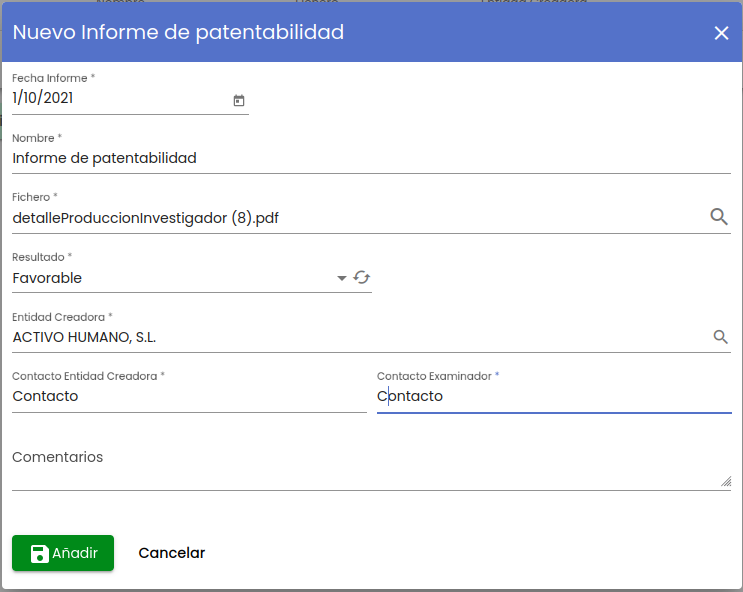 Nuevo Informe de patentabilidad
Fecha Informe *
1/10/2021
Nombre *
Informe de patentabilidad
Fichero *
detalleProduccionInvestigador (8).pdf
Resultado *
Favorable
Entidad Creadora *
ACTIVO HUMANO, S.L.
Contacto Entidad Creadora * Contacto Examinador *
Contacto Contacto
Comentarios
Añadir Cancelar